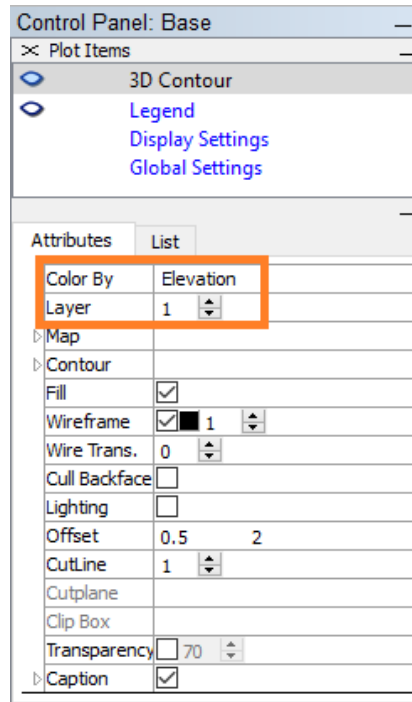 Control Panel: Base
Plot Items
3D Contour
Legend
Display Settings
Global Settings
Attributes List
Color By Elevation
Layer 1
Map
Contour
Fill
Wireframe 1
Wire Trans. 0
Cull Backface
Lighting
Offset 0.5 2
CutLine 1
Cutplane
Clip Box
Transparency 70
Caption